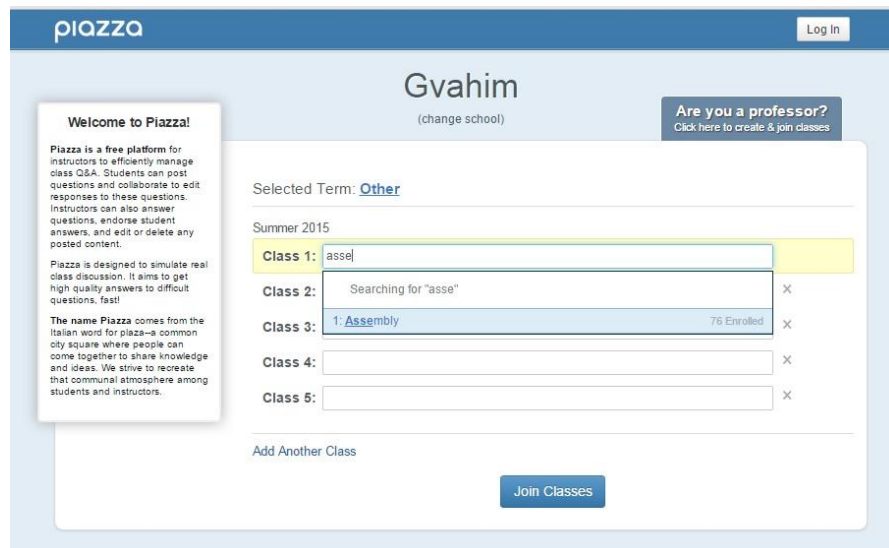 piazza
Log In
Gvahim
(change school)
Are you a professor?
Click here to create & join classes
Welcome to Piazza!
Piazza is a free platform for
instructors to efficiently manage
class Q&A. Students can post
questions and collaborate to edit
responses to these questions.
Instructors can also answer
questions, endorse student
answers, and edit or delete any
posted content.
Piazza is designed to simulate real
class discussion. It aims to get
high quality answers to difficult
questions, fast!
The name Piazza comes from the
Italian word for plaza--a common
city square where people can
come together to share knowledge
and ideas. We strive to recreate
that communal atmosphere among
students and instructors.
Selected Term: Other
Summer 2015
Class 1: asse
Class 2:
Searching for "asse"
1: Assembly 76 Enrolled
Class 3:
Class 4:
Class 5:
Add Another Class
Join Classes